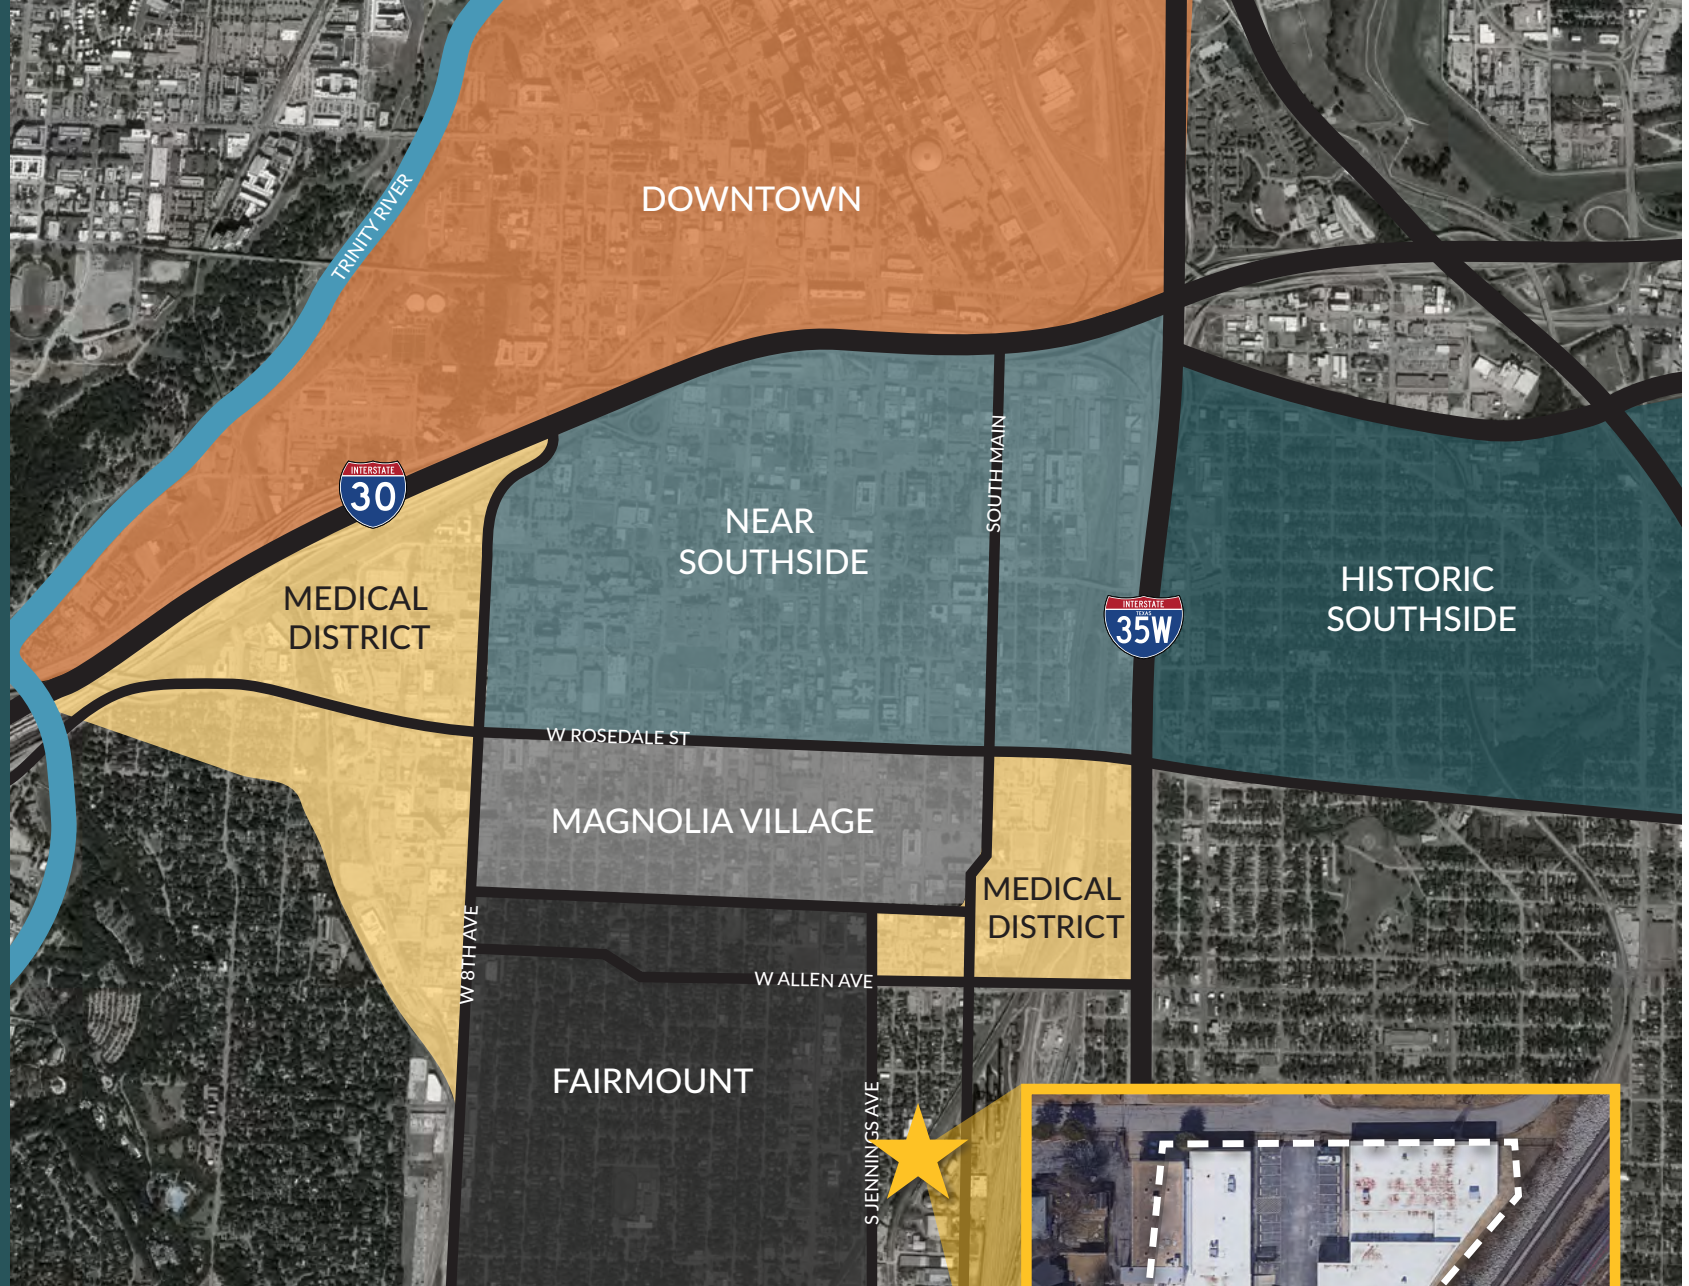 DOWNTOWN
TRINITY RIVER
INTERSTATE
30
SOUTH MAIN
NEAR
SOUTHSIDE
MEDICAL
DISTRICT
HISTORIC
SOUTHSIDE
INTERSTATE
TEXAS
35W
W ROSEDALE ST
MAGNOLIA VILLAGE
MEDICAL
DISTRICT
W 8TH AVE
W ALLEN AVE
FAIRMOUNT
S JENNINGS AVE